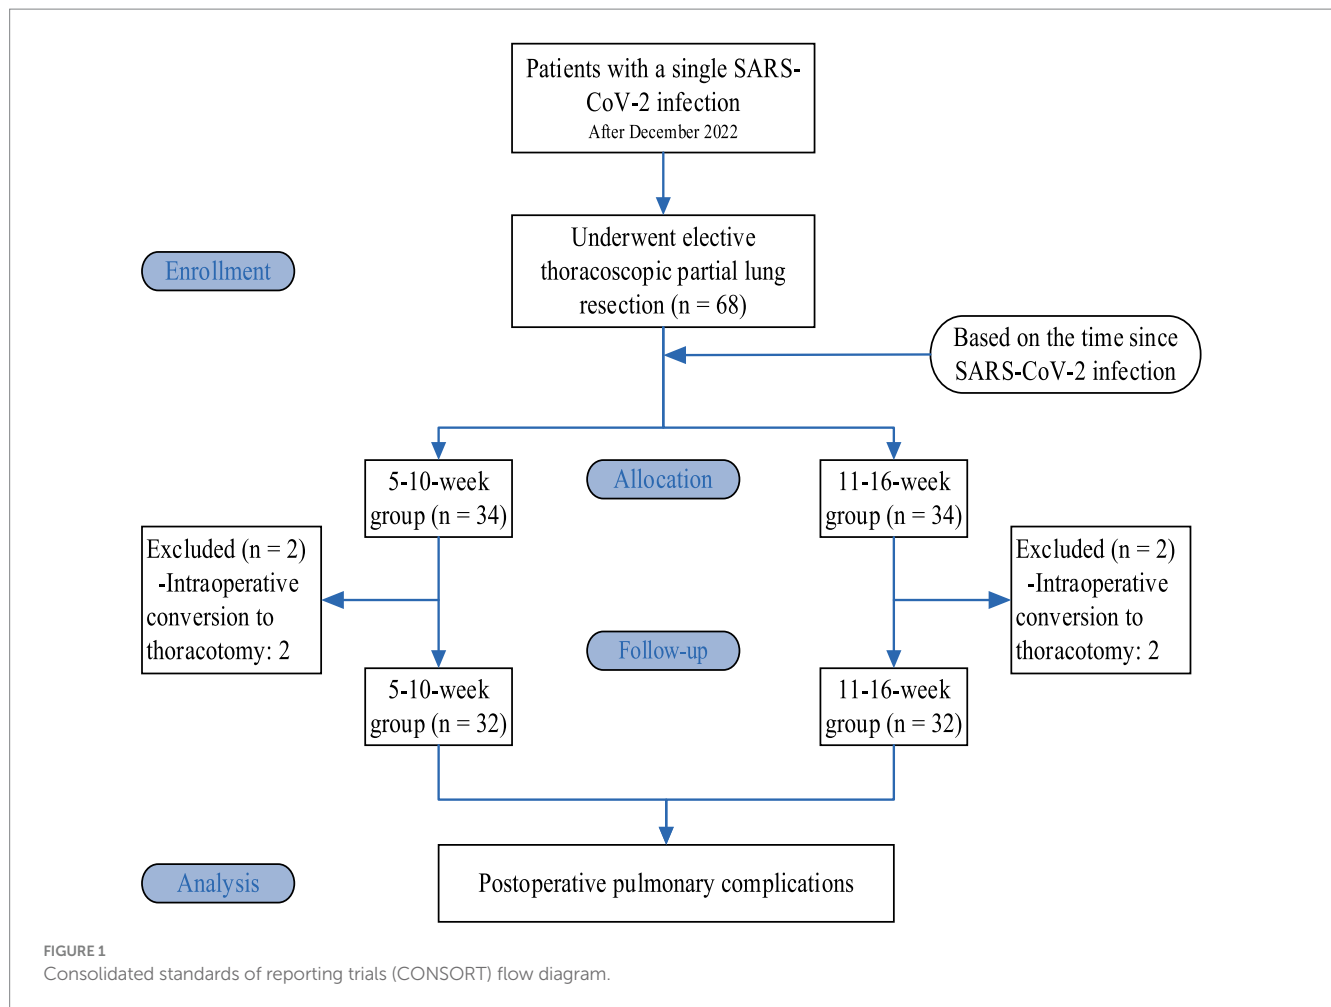 Patients with a single SARS-
CoV-2 infection
After December 2022
Underwent elective
thoracoscopic partial lung
resection (n = 68)
Enrollment
Based on the time since
SARS-CoV-2 infection
5-10-week
group (n = 34)
Allocation
11-16-week
group (n = 34)
Excluded (n = 2)
-Intraoperative
conversion to
thoracotomy: 2
Excluded (n = 2)
-Intraoperative
conversion to
thoracotomy: 2
Follow-up
5-10-week
group (n = 32)
11-16-week
group (n = 32)
Postoperative pulmonary complications
Analysis
FIGURE 1
Consolidated standards of reporting trials (CONSORT) flow diagram.